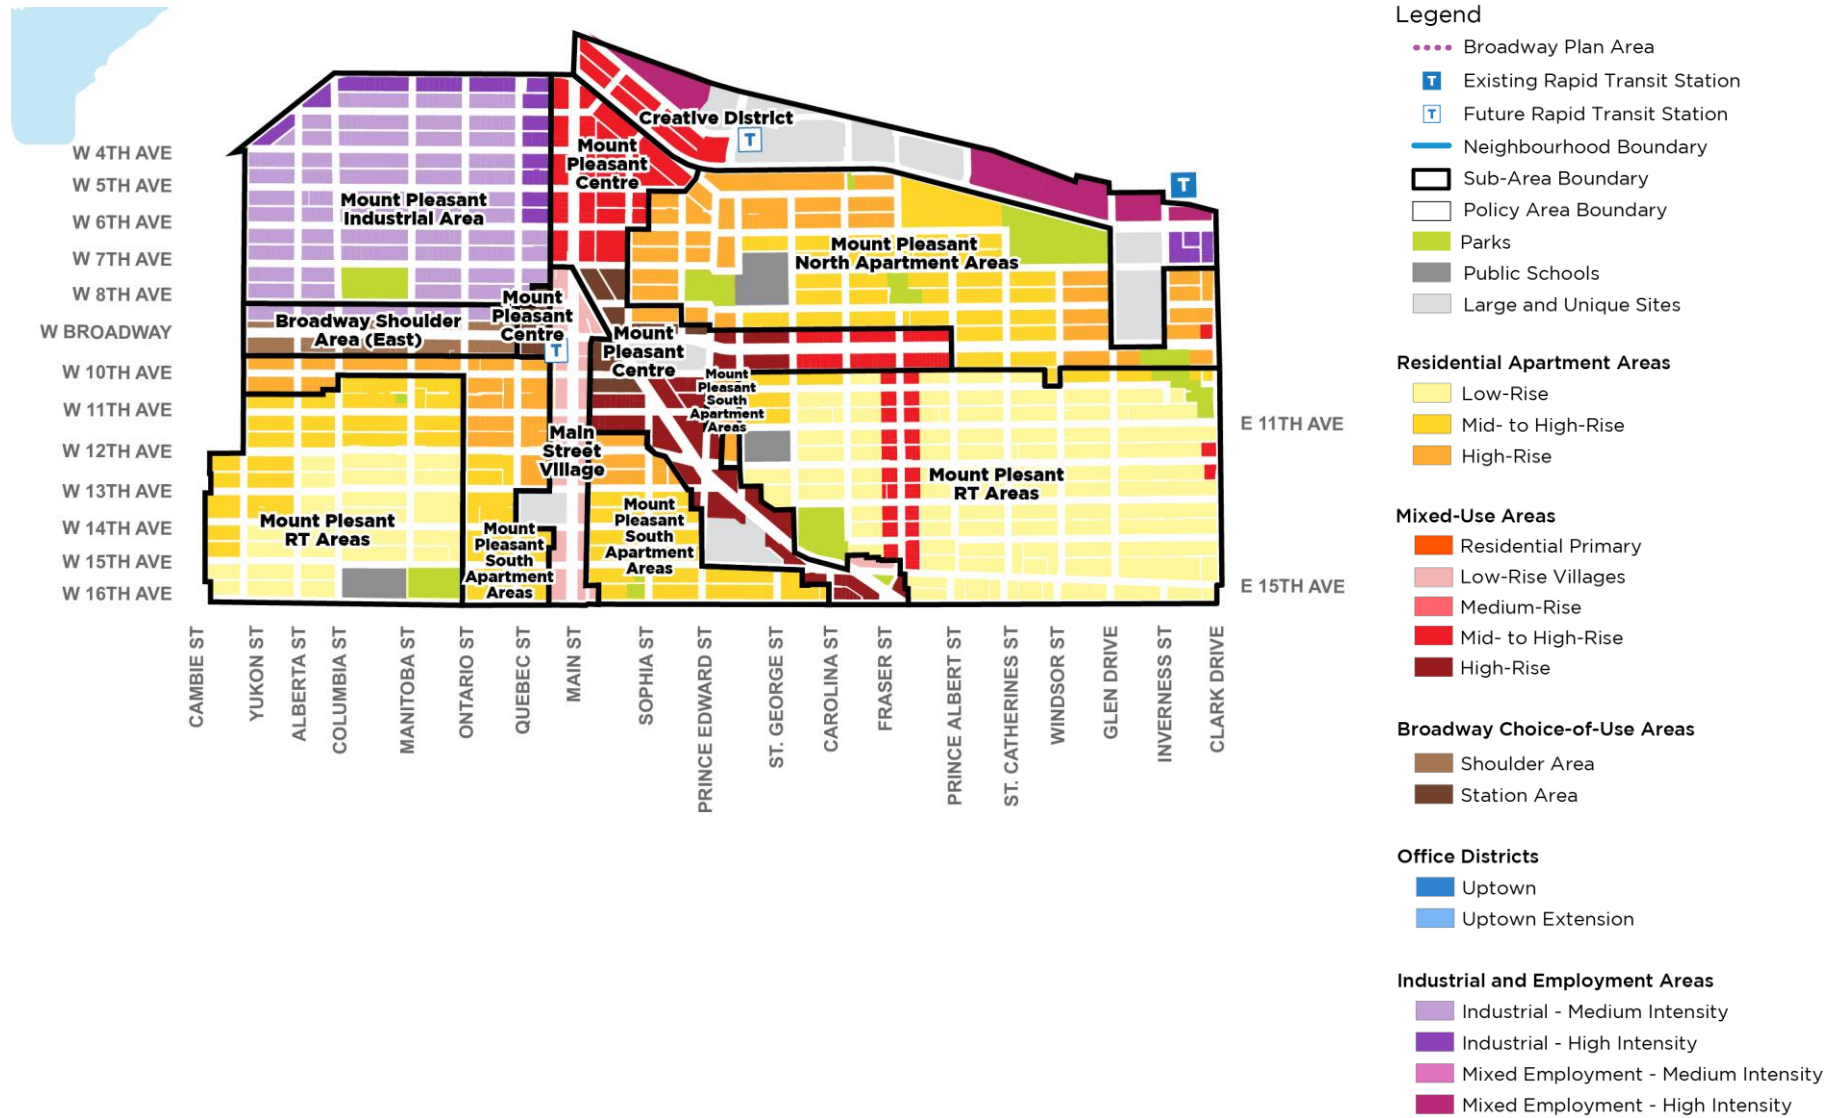 Legend
Broadway Plan Area
T Existing Rapid Transit Station
T Future Rapid Transit Station
Neighbourhood Boundary
Sub-Area Boundary
Policy Area Boundary
Parks
Public Schools
Large and Unique Sites
Residential Apartment Areas
Low-Rise
Mid- to High-Rise
High-Rise
Mixed-Use Areas
Residential Primary
Low-Rise Villages
Medium-Rise
Mid- to High-Rise
High-Rise
Broadway Choice-of-Use Areas
Shoulder Area
Station Area
Office Districts
Uptown
Uptown Extension
Industrial and Employment Areas
Industrial - Medium Intensity
Industrial - High Intensity
Mixed Employment - Medium Intensity
Mixed Employment - High Intensity
W 4TH AVE
W 5TH AVE
W 6TH AVE
W 7TH AVE
W 8TH AVE
W BROADWAY
W 10TH AVE
W 11TH AVE
W 12TH AVE
W 13TH AVE
W 14TH AVE
W 15TH AVE
W 16TH AVE
E 11TH AVE
E 15TH AVE
Creative District
T
T
Mount
Pleasant
Centre
Mount Pleasant
Industrial Area
Mount Pleasant
North Apartment Areas
Mount
Pleasant
Centre
T
Broadway Shoulder
Area (East)
Mount
Pleasant
Centre
Mount
Pleasant
South
Apartment
Areas
Main
Street
Village
Mount Plesant
RT Areas
Mount Plesant
RT Areas
Mount
Pleasant
South
Apartment
Areas
Mount
Pleasant
South
Apartment
Areas
CAMBIE ST
YUKON ST
ALBERTA ST
COLUMBIA ST
MANITOBA ST
ONTARIO ST
QUEBEC ST
MAIN ST
SOPHIA ST
PRINCE EDWARD ST
ST. GEORGE ST
CAROLINA ST
FRASER ST
PRINCE ALBERT ST
ST. CATHERINES ST
WINDSOR ST
GLEN DRIVE
INVERNESS ST
CLARK DRIVE